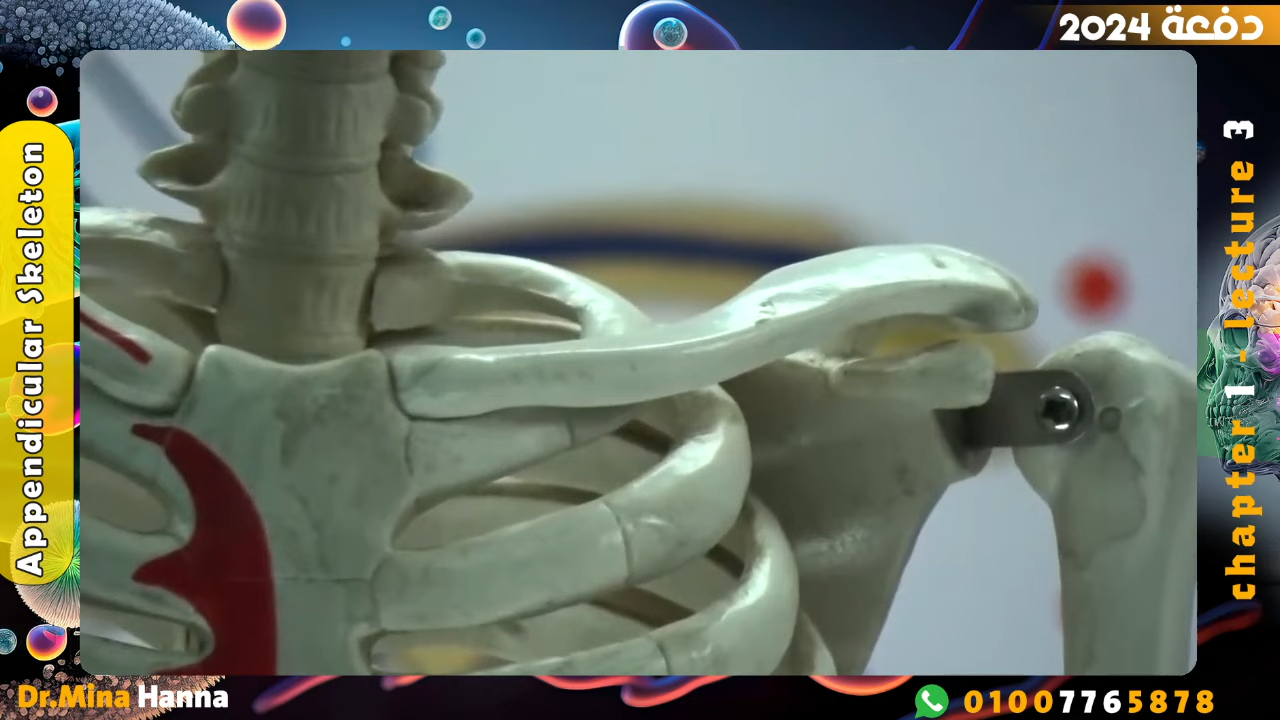 دفعة 2024
Appendicular Skeleton
chapter 1 - lecture 3
Dr.Mina Hanna
01007765878